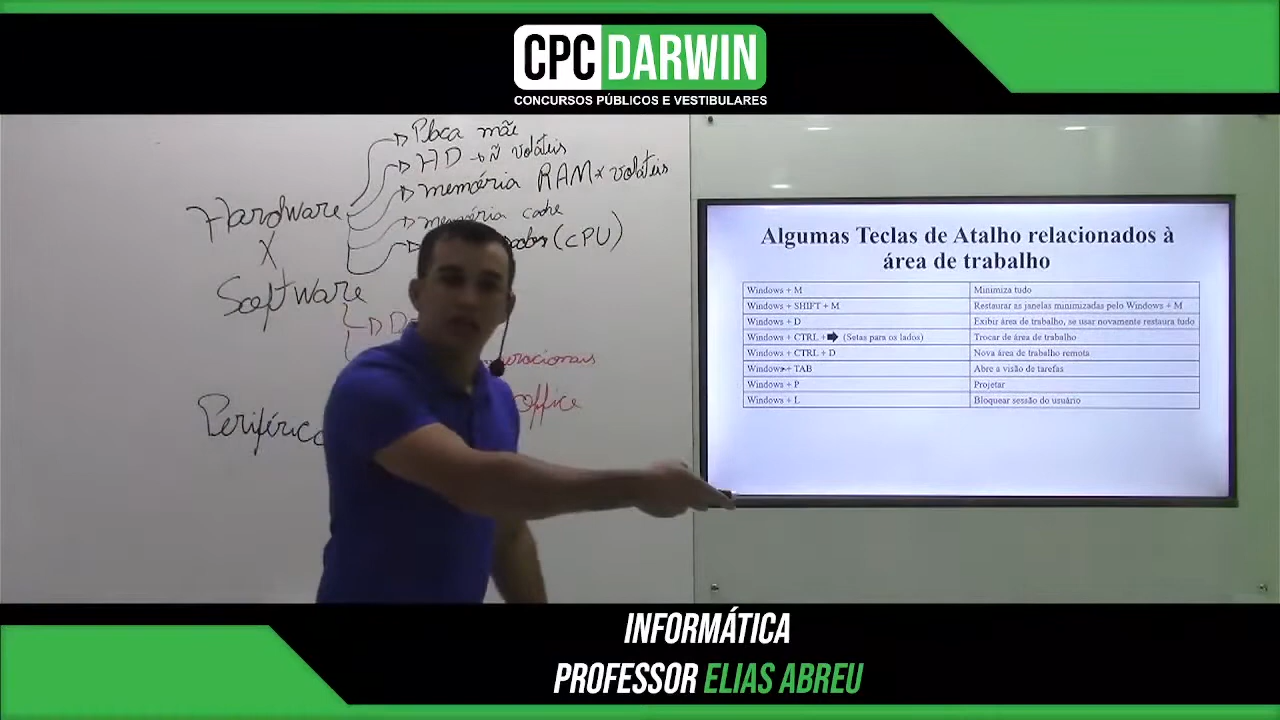 CPC DARWIN
CONCURSOS PÚBLICOS E VESTIBULARES
Placa mãe
HD → Ñ voláteis
memória RAM * voláteis
Hardware
memória cache
(CPU)
X
Software
Office
Periférico
Algumas Teclas de Atalho relacionados à
área de trabalho
Windows + M Minimiza tudo
Windows + SHIFT + M Restaurar as janelas minimizadas pelo Windows + M
Windows + D Exibir área de trabalho, se usar novamente restaura tudo
Windows + CTRL + ➡ (Setas para os lados) Trocar de área de trabalho
Windows + CTRL + D Nova área de trabalho remota
Windows + TAB Abre a visão de tarefas
Windows + P Projetar
Windows + L Bloquear sessão do usuário
INFORMÁTICA
PROFESSOR ELIAS ABREU